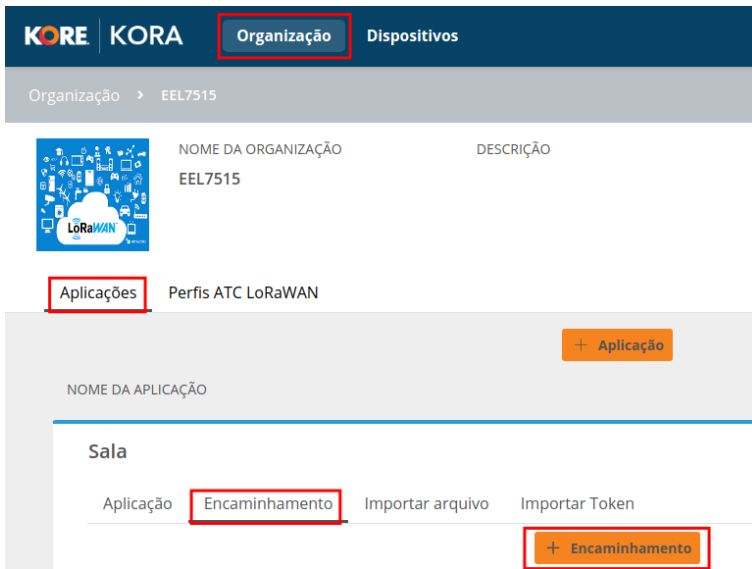 KORE KORA Organização Dispositivos
Organização > EEL7515
NOME DA ORGANIZAÇÃO DESCRIÇÃO
EEL7515
LoRaWAN
Aplicações Perfis ATC LoRaWAN
+ Aplicação
NOME DA APLICAÇÃO
Sala
Aplicação Encaminhamento Importar arquivo Importar Token
+ Encaminhamento